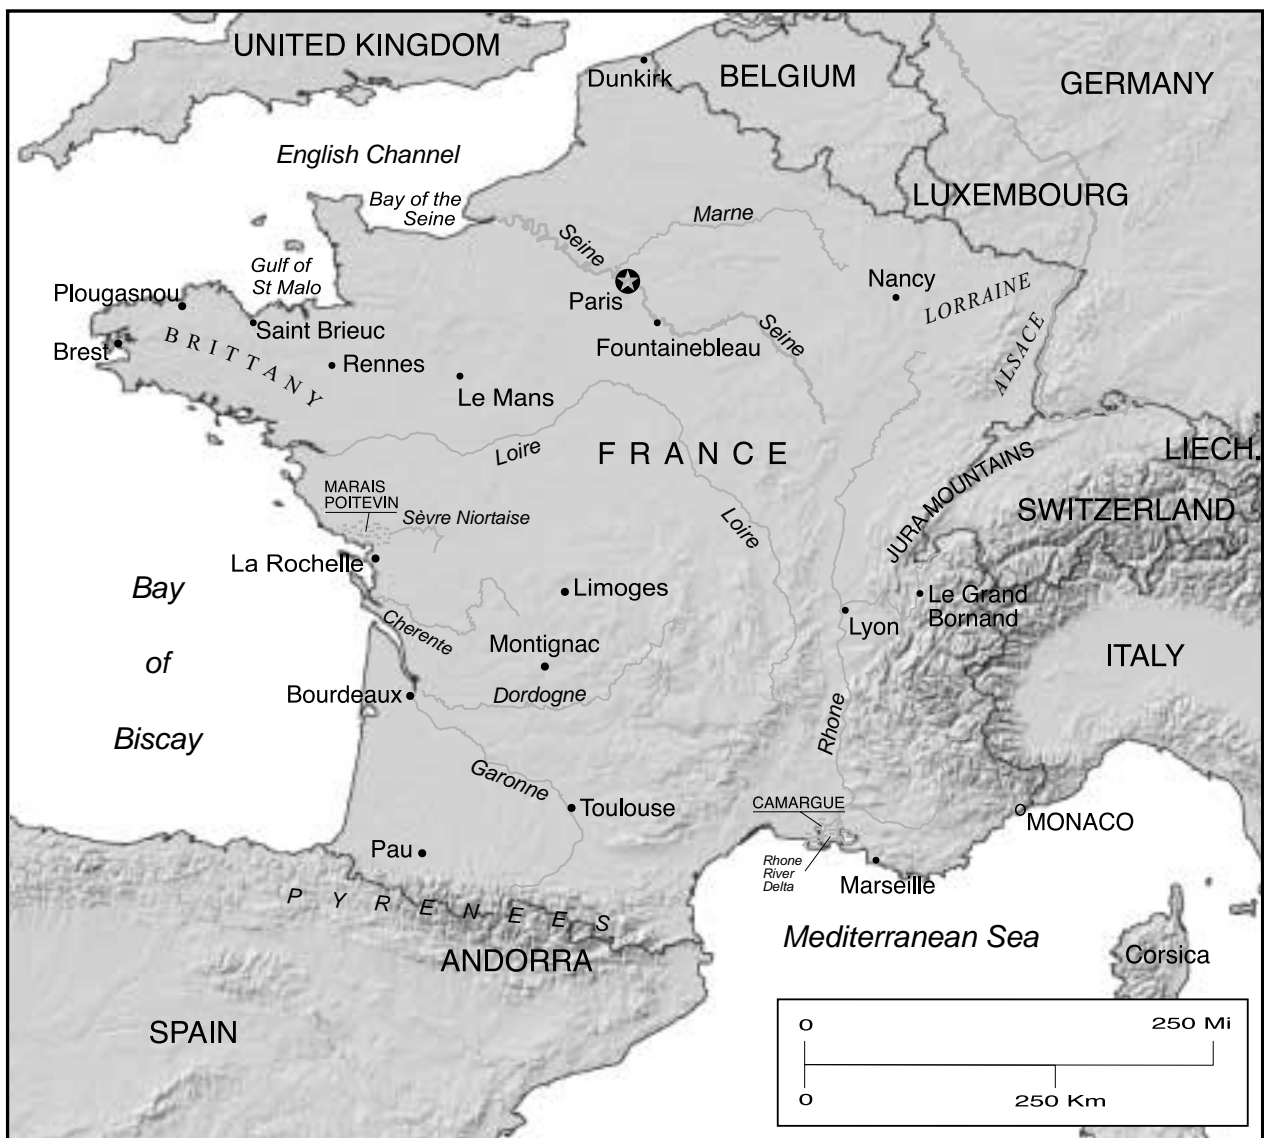 UNITED KINGDOM
Dunkirk
BELGIUM
GERMANY
English Channel
LUXEMBOURG
Bay of the
Seine
Marne
Seine
Gulf of
St Malo
Nancy
LORRAINE
Plougasnou
Paris
Saint Brieuc
Fountainebleau
Seine
ALSACE
Brest
BRITTANY
Rennes
Le Mans
Loire
FRANCE
LIECH.
JURA MOUNTAINS
MARAIS
POITEVIN
Sèvre Niortaise
Loire
SWITZERLAND
La Rochelle
Bay
of
Biscay
Limoges
Le Grand
Bornand
Cherente
Lyon
Montignac
ITALY
Bourdeaux
Dordogne
Rhone
Garonne
Toulouse
CAMARGUE
MONACO
Pau
Rhone
River
Delta
Marseille
PYRENEES
Mediterranean Sea
ANDORRA
Corsica
SPAIN
0
250 Mi
0
250 Km